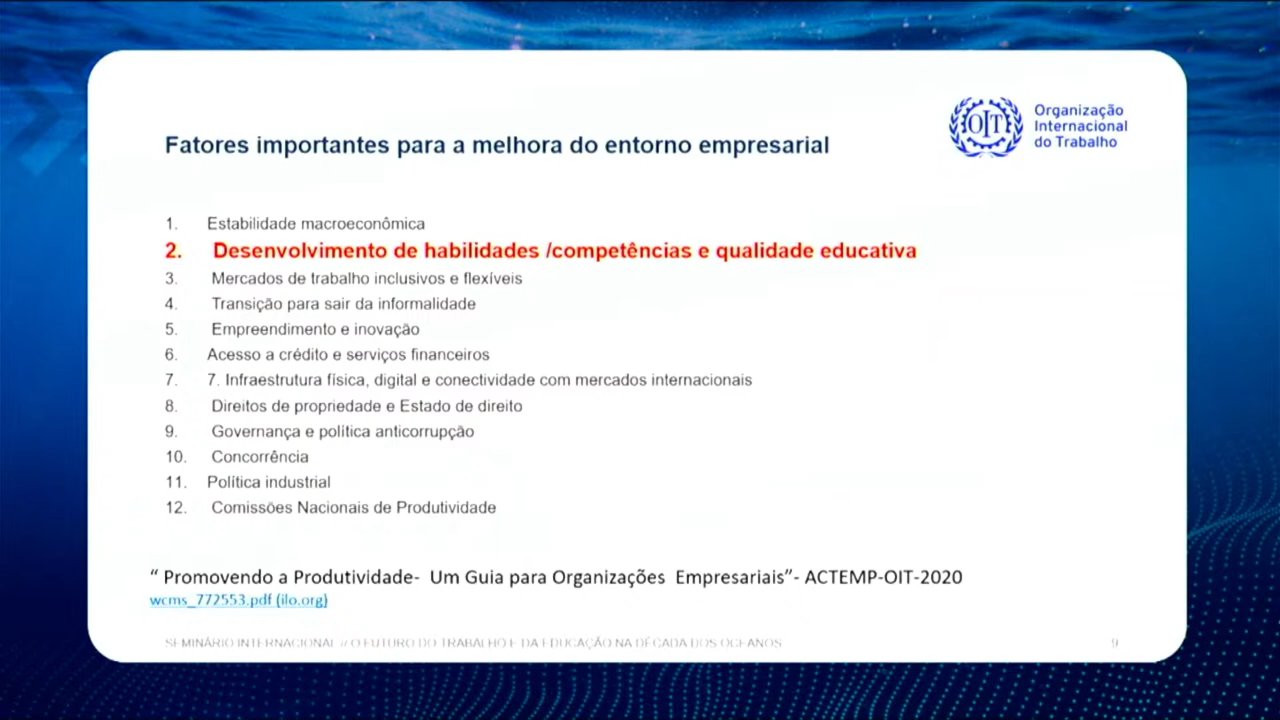 Fatores importantes para a melhora do entorno empresarial
OIT
Organização
Internacional
do Trabalho
1. Estabilidade macroeconômica
2. Desenvolvimento de habilidades /competências e qualidade educativa
3. Mercados de trabalho inclusivos e flexíveis
4. Transição para sair da informalidade
5. Empreendimento e inovação
6. Acesso a crédito e serviços financeiros
7. 7. Infraestrutura física, digital e conectividade com mercados internacionais
8. Direitos de propriedade e Estado de direito
9. Governança e política anticorrupção
10. Concorrência
11. Política industrial
12. Comissões Nacionais de Produtividade
“ Promovendo a Produtividade- Um Guia para Organizações Empresariais”- ACTEMP-OIT-2020
wcms_772553.pdf (ilo.org)
SEMINÁRIO INTERNACIONAL // O FUTURO DO TRABALHO E DA EDUCAÇÃO NA DÉCADA DOS OCEANOS
9